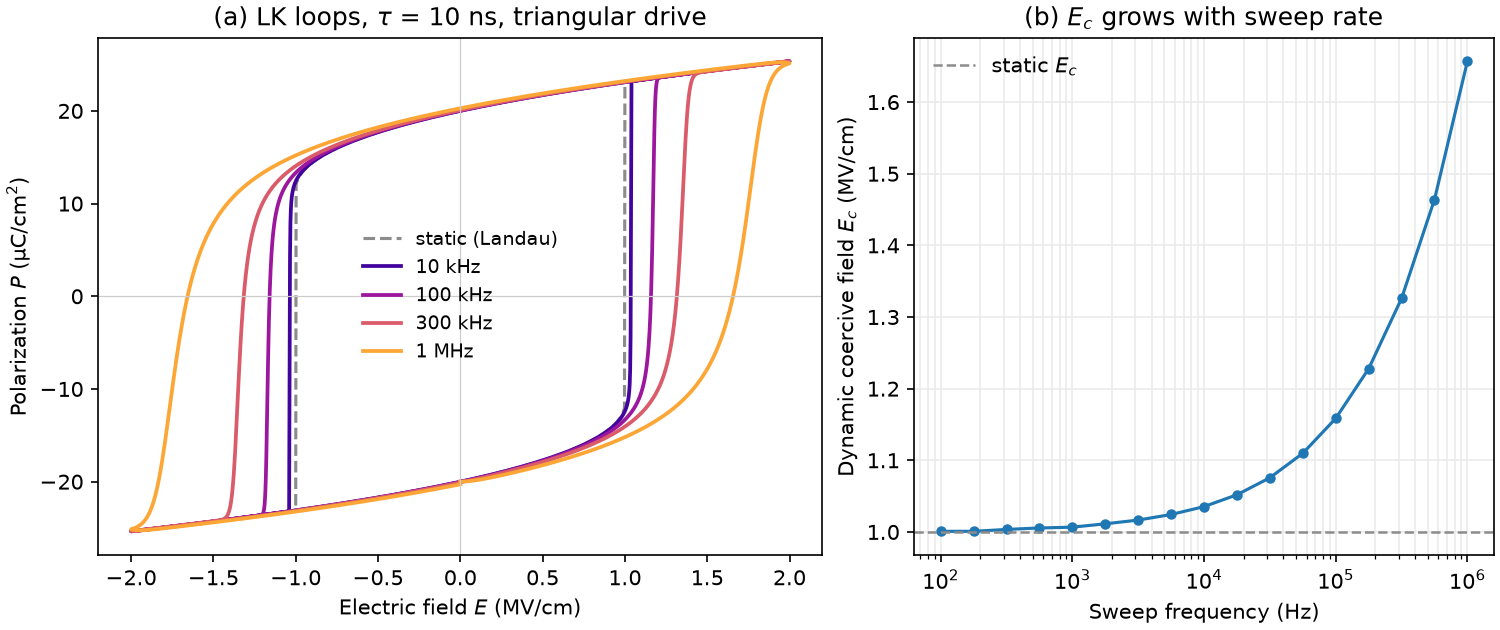 (a) LK loops, τ = 10 ns, triangular drive
Polarization P (μC/cm²)
20
10
0
−10
−20
static (Landau)
10 kHz
100 kHz
300 kHz
1 MHz
−2.0 −1.5 −1.0 −0.5 0.0 0.5 1.0 1.5 2.0
Electric field E (MV/cm)
(b) E_c grows with sweep rate
Dynamic coercive field E_c (MV/cm)
static E_c
1.6
1.5
1.4
1.3
1.2
1.1
1.0
10² 10³ 10⁴ 10⁵ 10⁶
Sweep frequency (Hz)